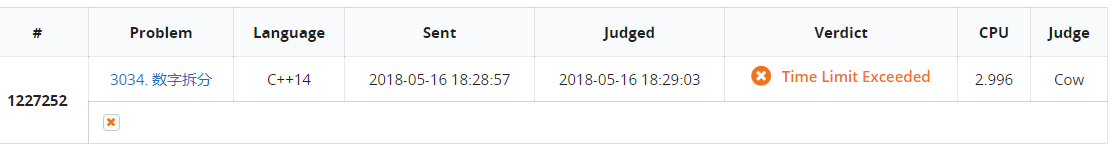 # Problem Language Sent Judged Verdict CPU Judge
1227252 3034. 数字拆分 C++14 2018-05-16 18:28:57 2018-05-16 18:29:03 Time Limit Exceeded 2.996 Cow